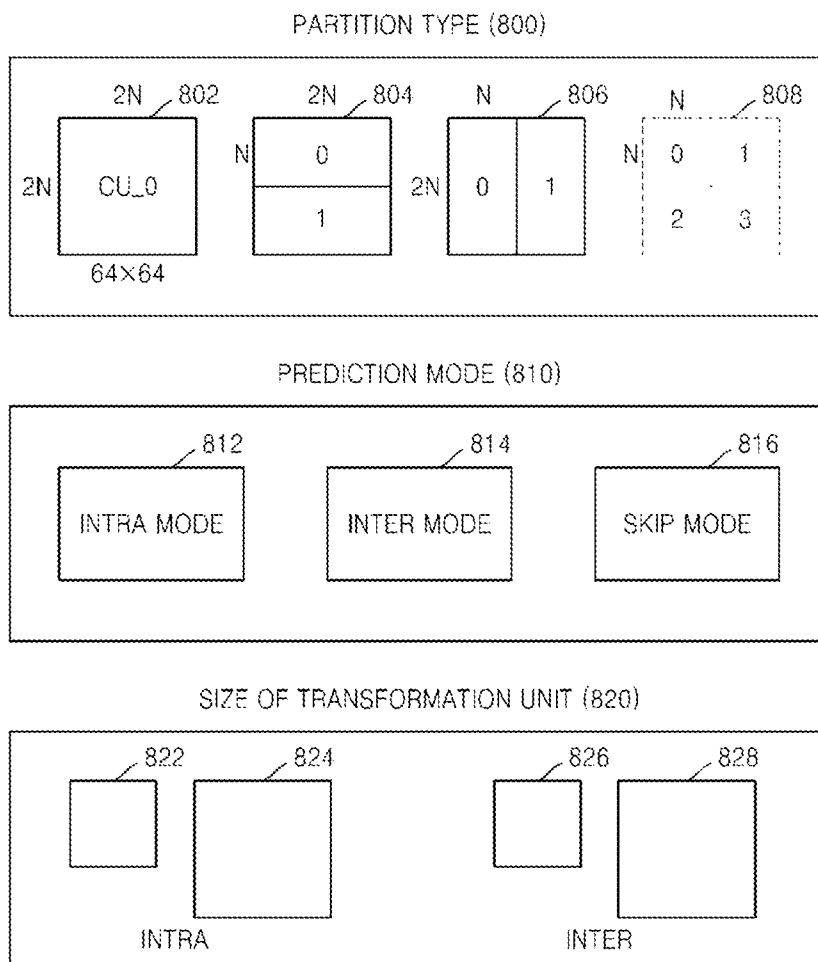 PARTITION TYPE (800)
2N 802 2N 804 N 806 N 808
2N CU_0 N 0 2N 0 1 N 0 1
1 2 3
64×64
PREDICTION MODE (810)
812 814 816
INTRA MODE INTER MODE SKIP MODE
SIZE OF TRANSFORMATION UNIT (820)
822 824 826 828
INTRA INTER